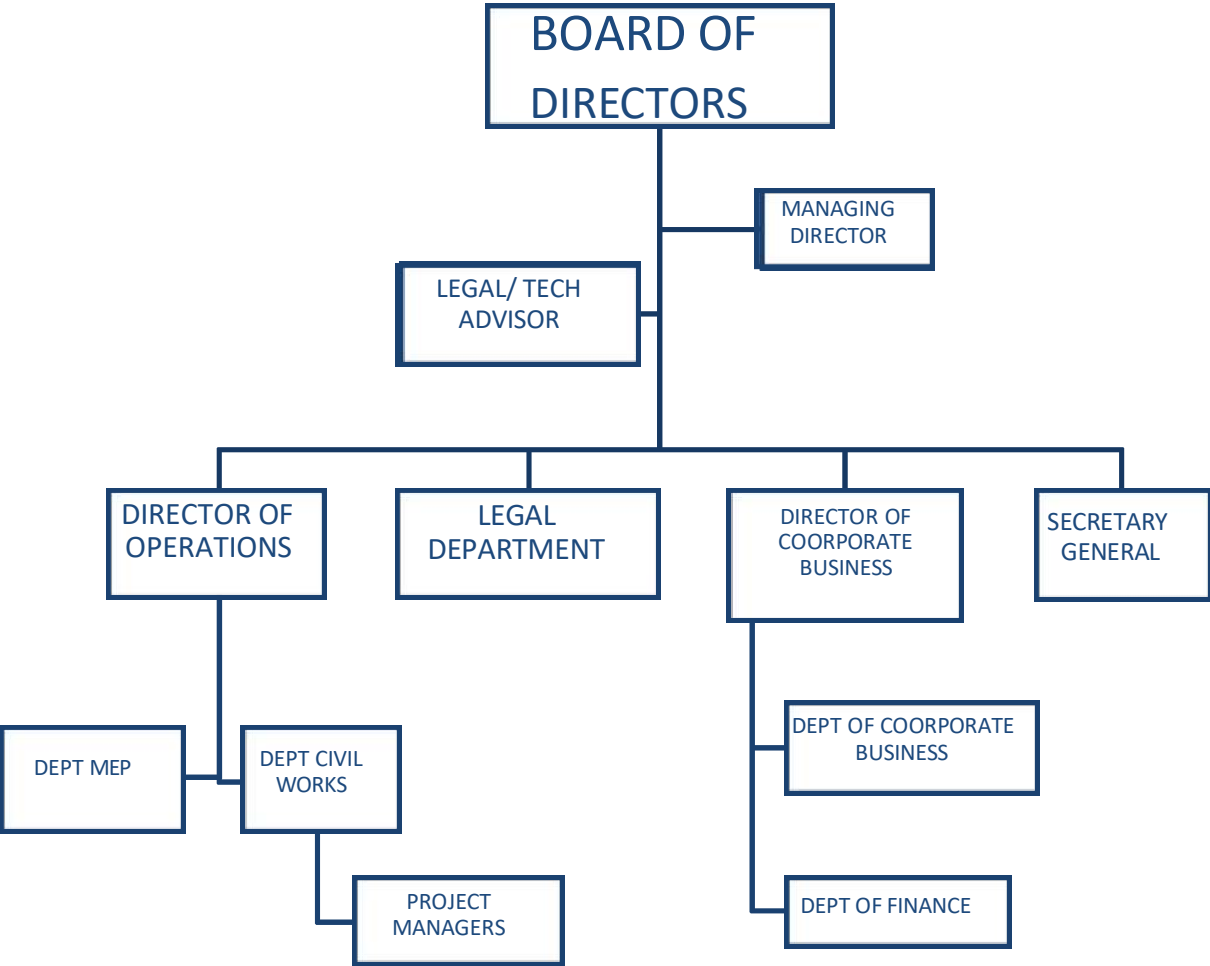 BOARD OF
DIRECTORS
MANAGING
DIRECTOR
LEGAL/ TECH
ADVISOR
DIRECTOR OF
OPERATIONS
LEGAL
DEPARTMENT
DIRECTOR OF
COORPORATE
BUSINESS
SECRETARY
GENERAL
DEPT MEP
DEPT CIVIL
WORKS
DEPT OF COORPORATE
BUSINESS
PROJECT
MANAGERS
DEPT OF FINANCE